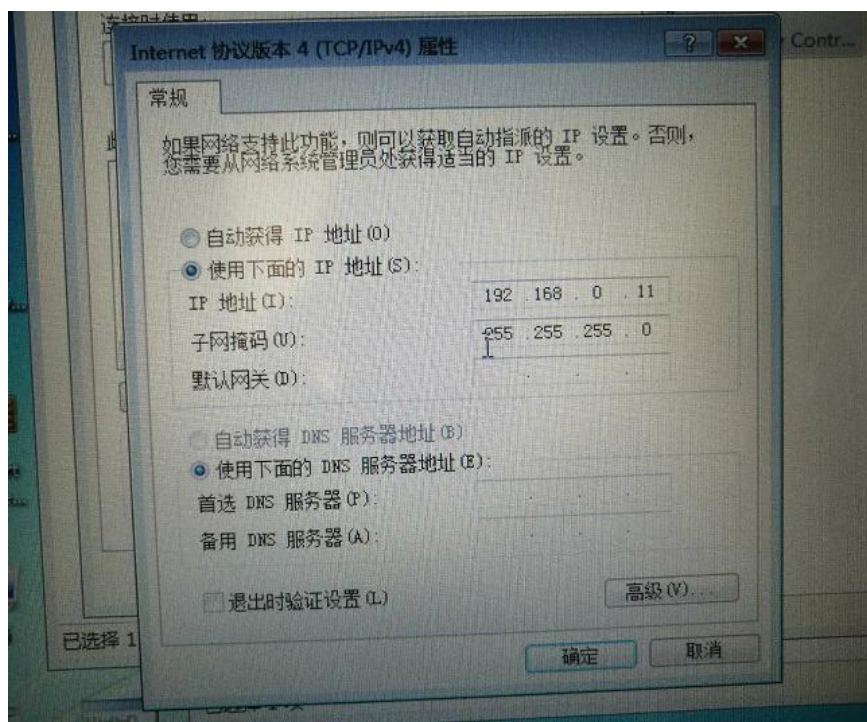 连接时使用:
Internet 协议版本 4 (TCP/IPv4) 属性
Contr...
常规
如果网络支持此功能，则可以获取自动指派的 IP 设置。否则，
您需要从网络系统管理员处获得适当的 IP 设置。
自动获得 IP 地址(O)
使用下面的 IP 地址(S):
IP 地址(I): 192 .168 . 0 . 11
子网掩码(U): 255 .255 .255 . 0
默认网关(D): . . .
自动获得 DNS 服务器地址(B)
使用下面的 DNS 服务器地址(E):
首选 DNS 服务器(P): . . .
备用 DNS 服务器(A): . . .
退出时验证设置(L)
高级(V)...
已选择 1
确定
取消